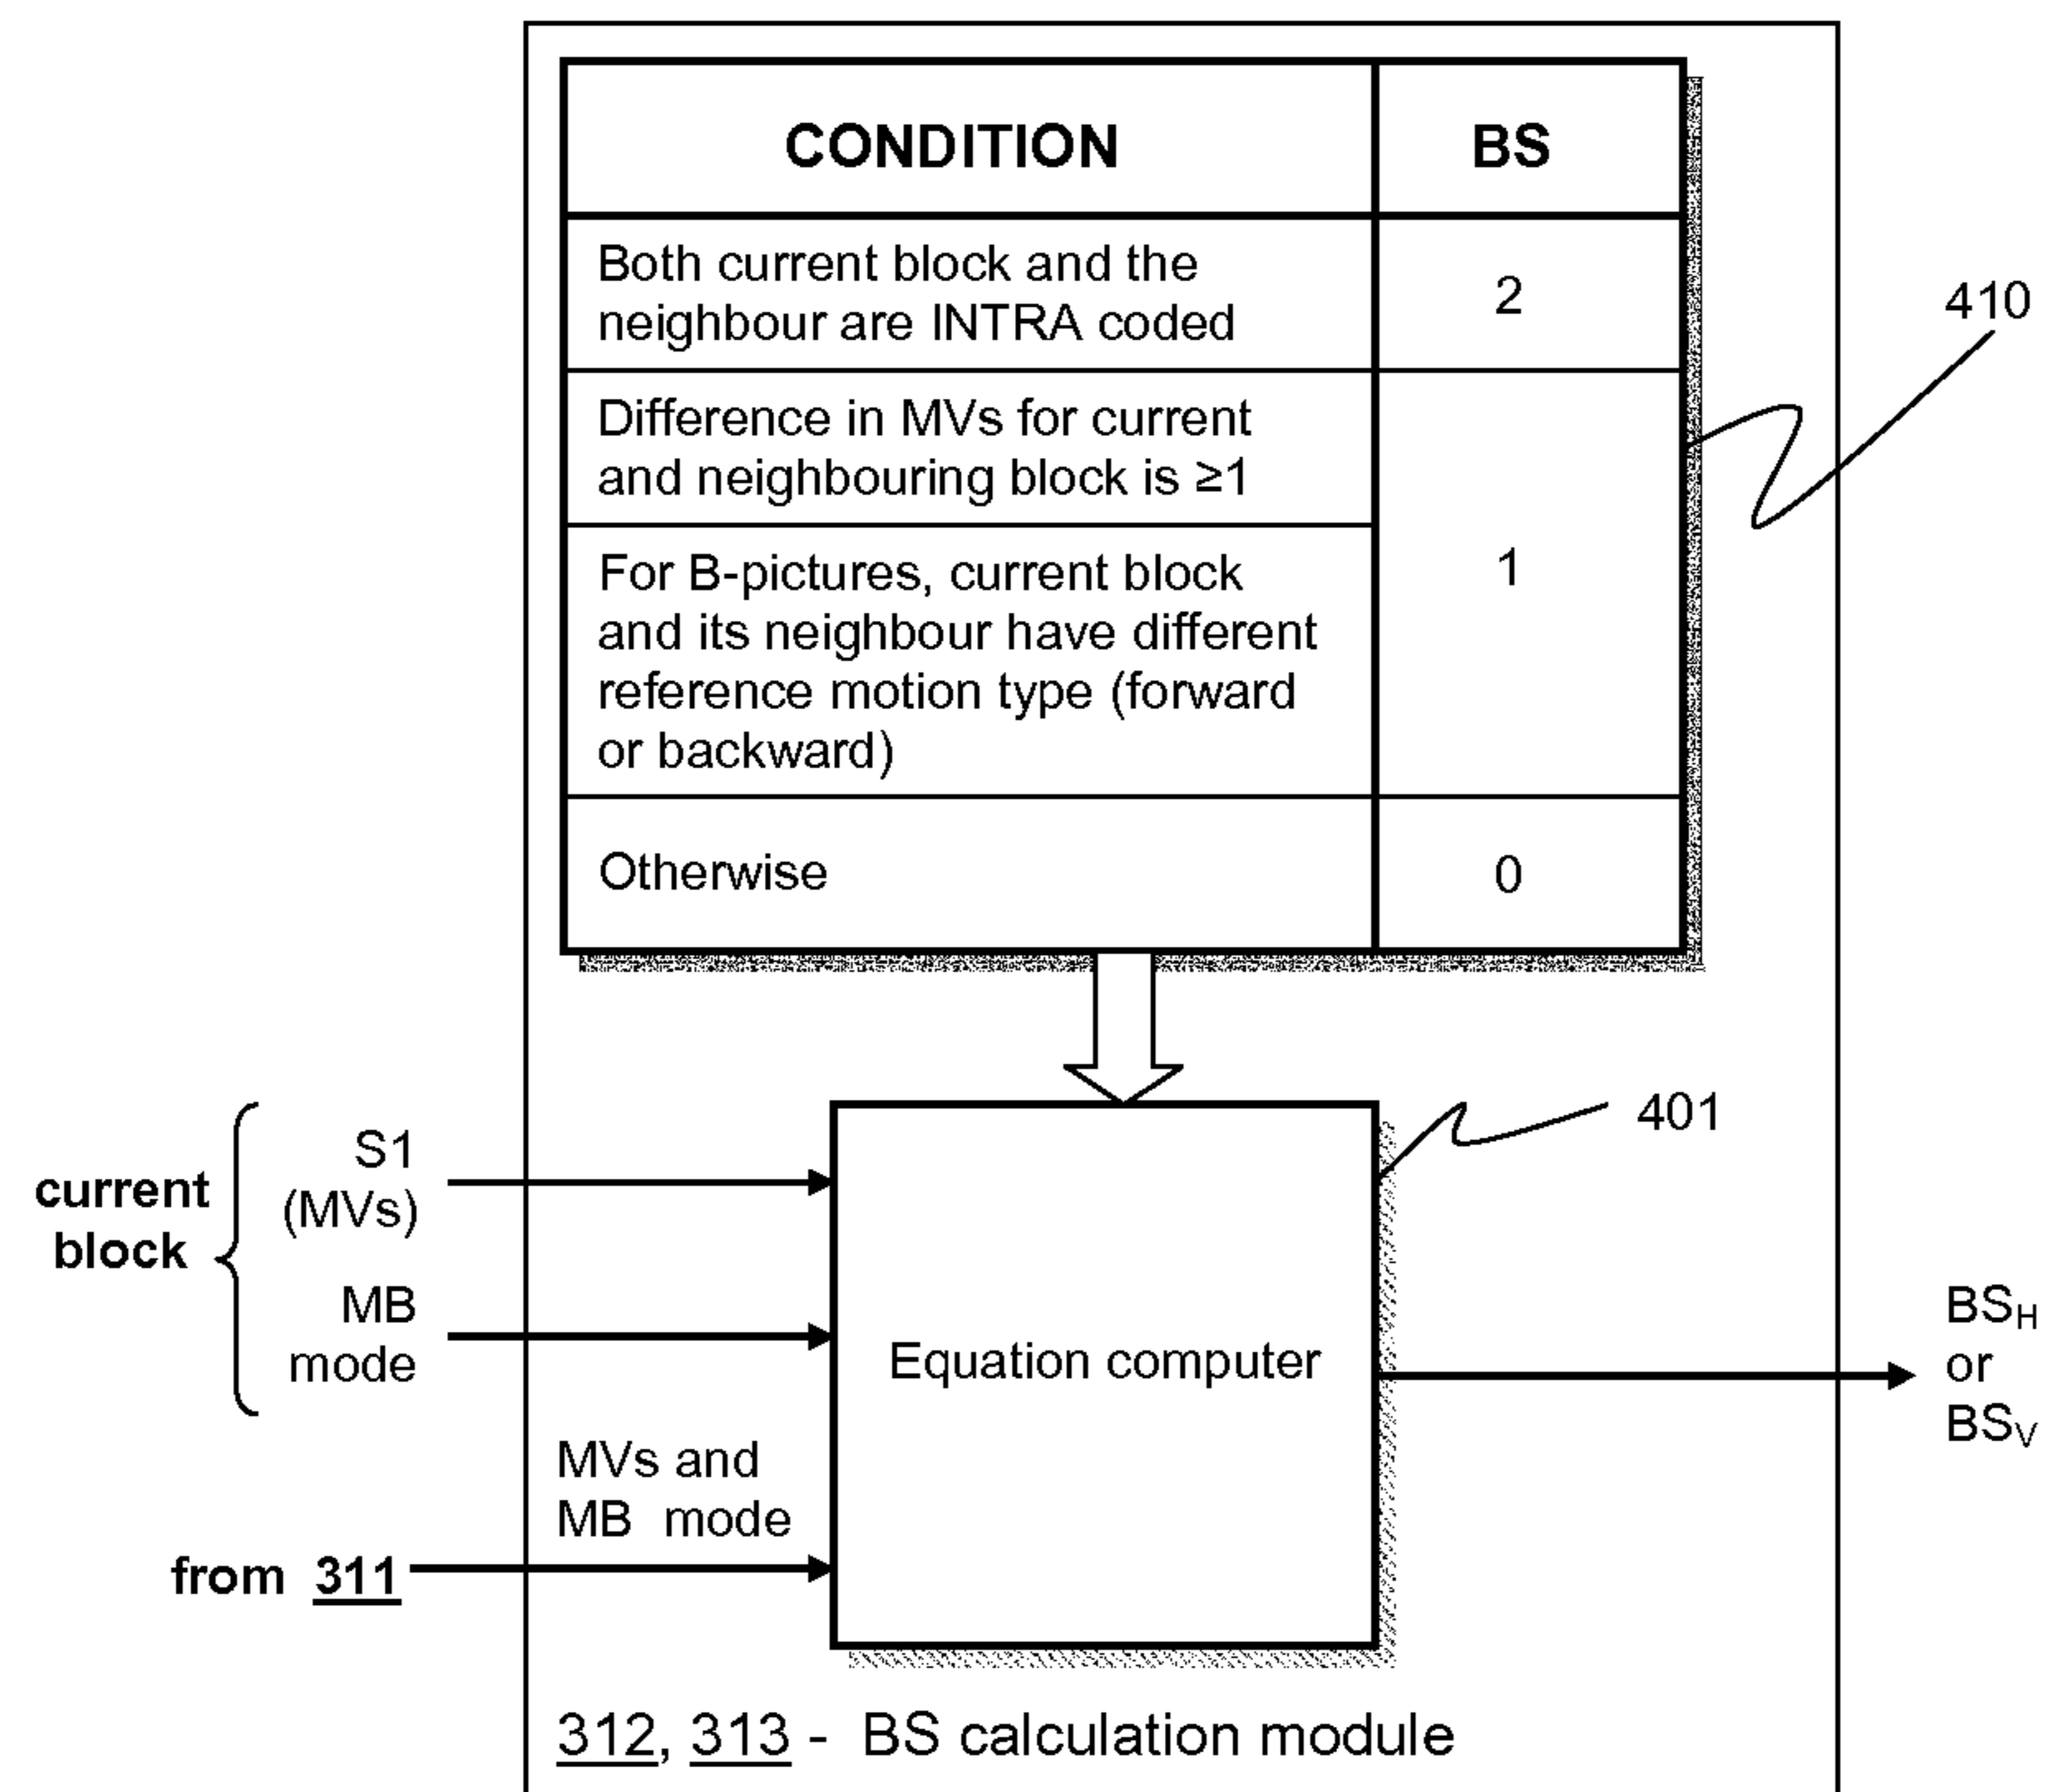 CONDITION BS
Both current block and the
neighbour are INTRA coded
2
410
Difference in MVs for current
and neighbouring block is ≥1
1
For B-pictures, current block
and its neighbour have different
reference motion type (forward
or backward)
Otherwise
0
401
current
block
S1
(MVs)
MB
mode
Equation computer
BSH
or
BSV
MVs and
MB mode
from 311
312, 313 - BS calculation module